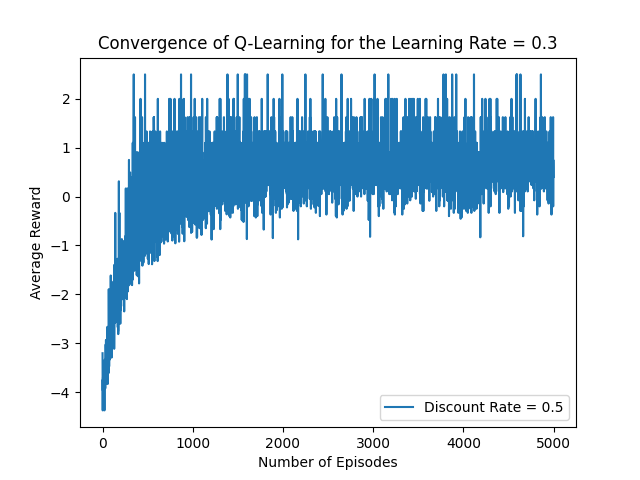 Convergence of Q-Learning for the Learning Rate = 0.3
2
1
0
−1
−2
−3
−4
Average Reward
Discount Rate = 0.5
0 1000 2000 3000 4000 5000
Number of Episodes